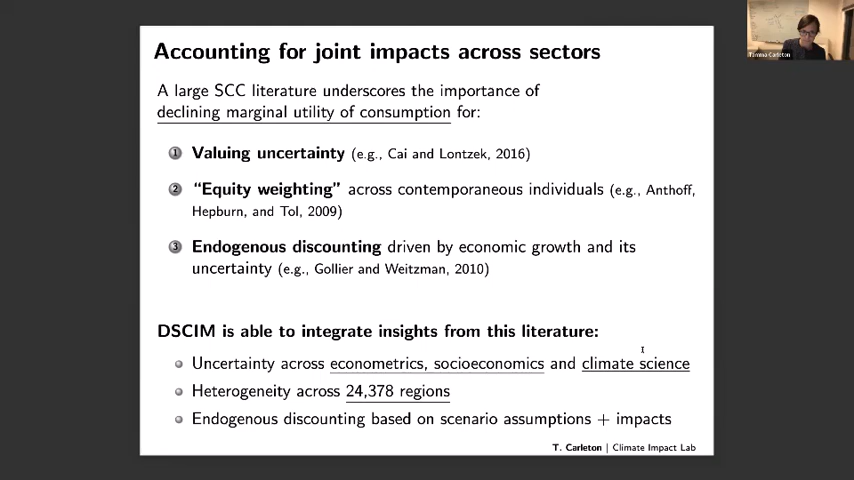 Accounting for joint impacts across sectors
A large SCC literature underscores the importance of
declining marginal utility of consumption for:
1 Valuing uncertainty (e.g., Cai and Lontzek, 2016)
2 “Equity weighting” across contemporaneous individuals (e.g., Anthoff,
Hepburn, and Tol, 2009)
3 Endogenous discounting driven by economic growth and its
uncertainty (e.g., Gollier and Weitzman, 2010)
DSCIM is able to integrate insights from this literature:
Uncertainty across econometrics, socioeconomics and climate science
Heterogeneity across 24,378 regions
Endogenous discounting based on scenario assumptions + impacts
T. Carleton | Climate Impact Lab
Tamma Carleton